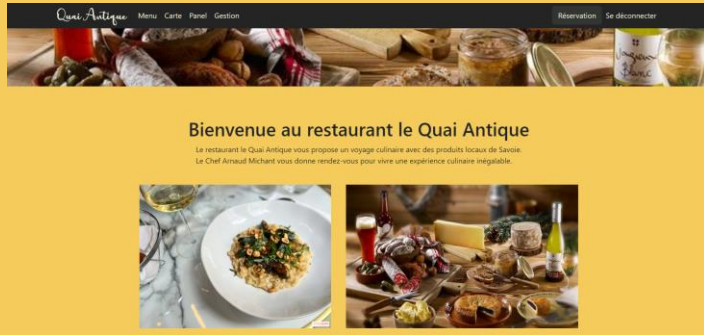 Quai Antique Menu Carte Panel Gestion Réservation Se déconnecter
Jongieux
Blanc
Bienvenue au restaurant le Quai Antique
Le restaurant le Quai Antique vous propose un voyage culinaire avec des produits locaux de Savoie.
Le Chef Arnaud Michant vous donne rendez-vous pour vivre une expérience culinaire inégalable.